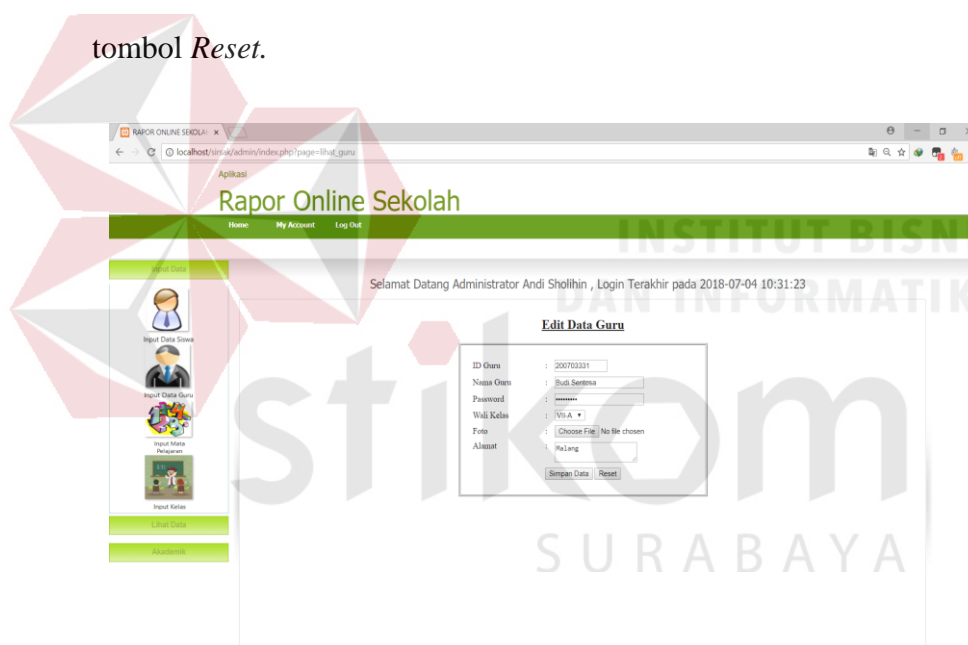 tombol Reset.
RAPOR ONLINE SEKOLAH
localhost/sirisak/admin/index.php?page=lihat_guru
Aplikasi
Rapor Online Sekolah
Home My Account Log Out
INSTITUT BISN
DAN INFORMATIK
Input Data
Selamat Datang Administrator Andi Sholihin , Login Terakhir pada 2018-07-04 10:31:23
Input Data Siswa
Input Data Guru
Input Mata
Pelajaran
Input Kelas
Lihat Data
Akademik
Edit Data Guru
ID Guru : 200703331
Nama Guru : Budi Sentosa
Password : •••••••••
Wali Kelas : VII-A
Foto : Choose File No file chosen
Alamat : Malang
Simpan Data Reset
stikom
SURABAYA